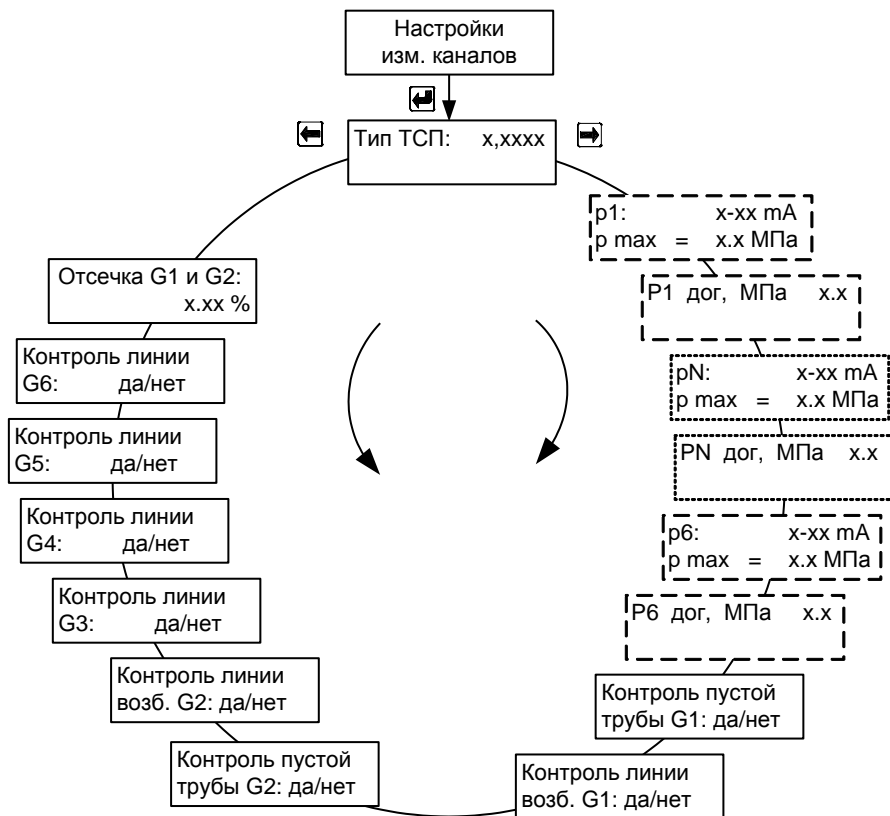 Настройки
изм. каналов
Тип ТСП: x,xxxx
p1: x-xx mA
p max = x.x МПа
P1 дог, МПа x.x
pN: x-xx mA
p max = x.x МПа
PN дог, МПа x.x
p6: x-xx mA
p max = x.x МПа
P6 дог, МПа x.x
Контроль пустой
трубы G1: да/нет
Контроль линии
возб. G1: да/нет
Контроль пустой
трубы G2: да/нет
Контроль линии
возб. G2: да/нет
Контроль линии
G3: да/нет
Контроль линии
G4: да/нет
Контроль линии
G5: да/нет
Контроль линии
G6: да/нет
Отсечка G1 и G2:
x.xx %